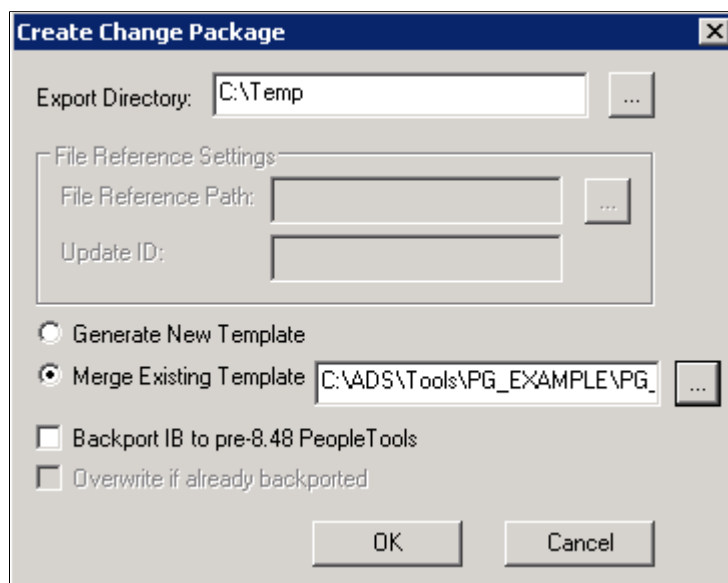 Create Change Package
Export Directory: C:\Temp ...
File Reference Settings
File Reference Path: ...
Update ID:
Generate New Template
Merge Existing Template C:\ADS\Tools\PG_EXAMPLE\PG_ ...
Backport IB to pre-8.48 PeopleTools
Overwrite if already backported
OK Cancel